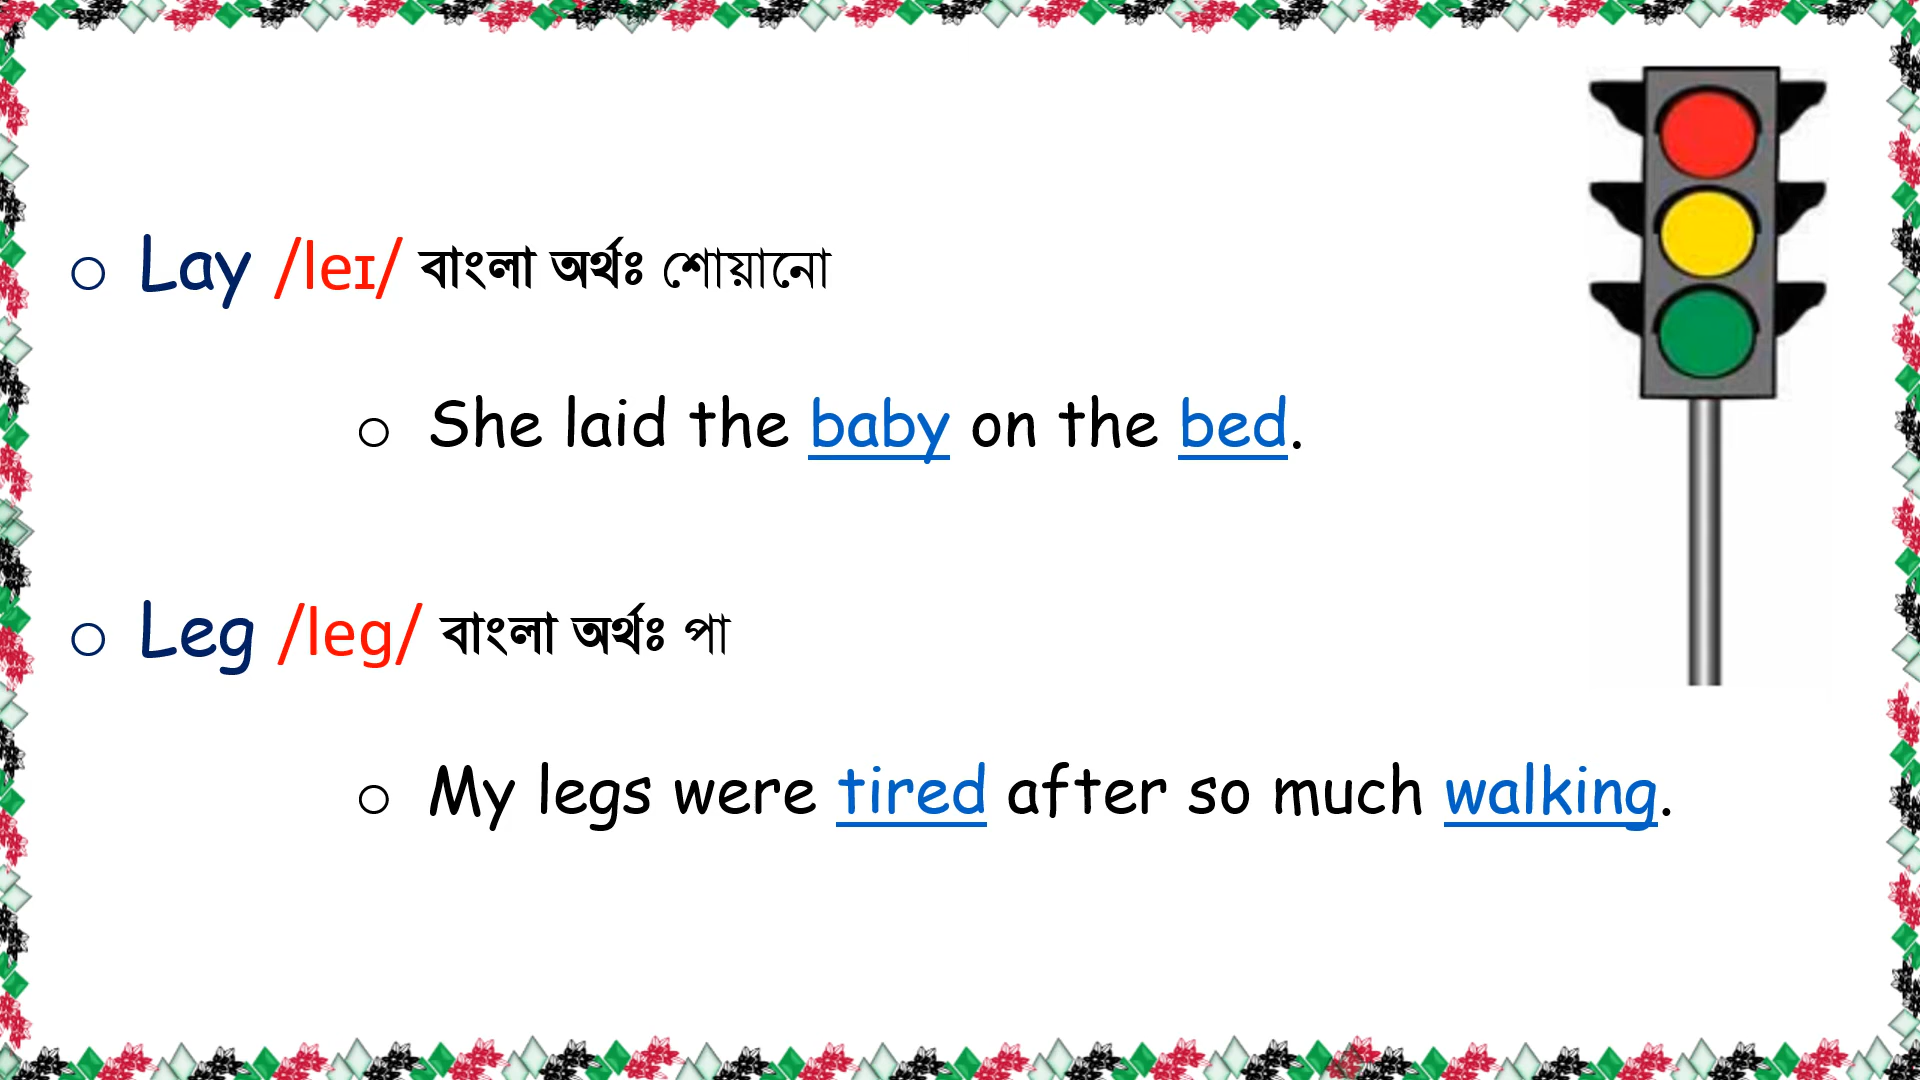 Lay /leɪ/ বাংলা অর্থঃ শোয়ানো
She laid the baby on the bed.
Leg /leg/ বাংলা অর্থঃ পা
My legs were tired after so much walking.